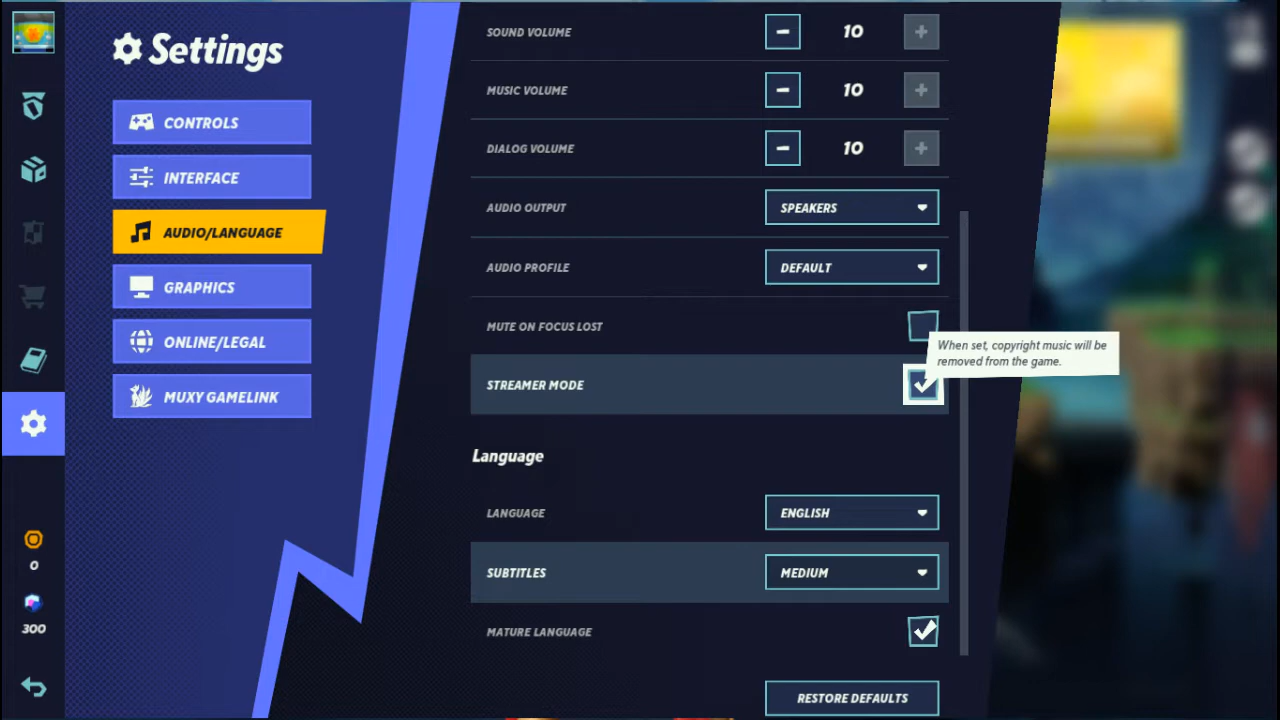 Settings
CONTROLS
INTERFACE
AUDIO/LANGUAGE
GRAPHICS
ONLINE/LEGAL
MUXY GAMELINK
0
300
SOUND VOLUME 10
MUSIC VOLUME 10
DIALOG VOLUME 10
AUDIO OUTPUT SPEAKERS
AUDIO PROFILE DEFAULT
MUTE ON FOCUS LOST
When set, copyright music will be
removed from the game.
STREAMER MODE
Language
LANGUAGE ENGLISH
SUBTITLES MEDIUM
MATURE LANGUAGE
RESTORE DEFAULTS